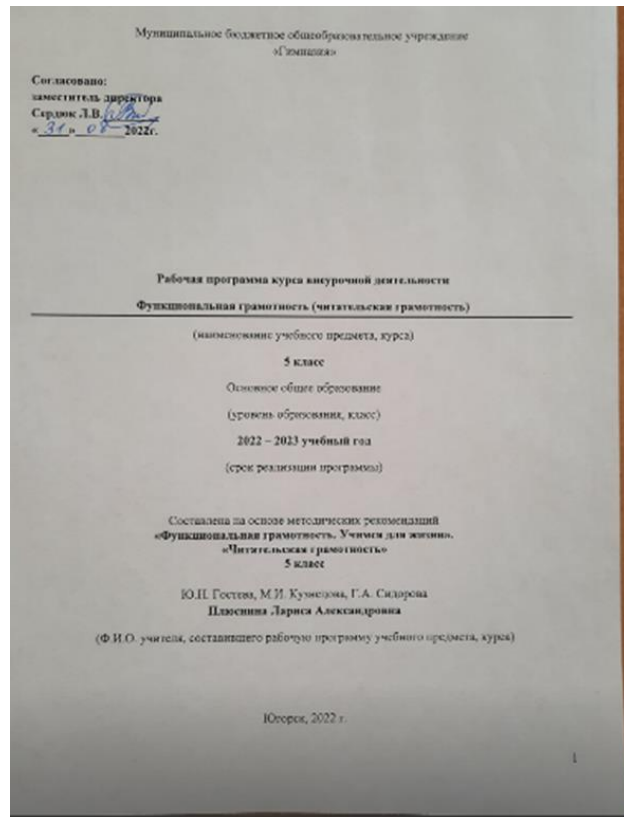 Муниципальное бюджетное общеобразовательное учреждение
«Гимназия»
Согласовано:
заместитель директора
Сердюк Л.В.
«31» 08 2022г.
Рабочая программа курса внеурочной деятельности
Функциональная грамотность (читательская грамотность)
(наименование учебного предмета, курса)
5 класс
Основное общее образование
(уровень образования, класс)
2022 – 2023 учебный год
(срок реализации программы)
Составлена на основе методических рекомендаций
«Функциональная грамотность. Учимся для жизни».
«Читательская грамотность»
5 класс
Ю.Н. Гостева, М.И. Кузнецова, Г.А. Сидорова
Плюснина Лариса Александровна
(Ф.И.О. учителя, составившего рабочую программу учебного предмета, курса)
Югорск, 2022 г.
1